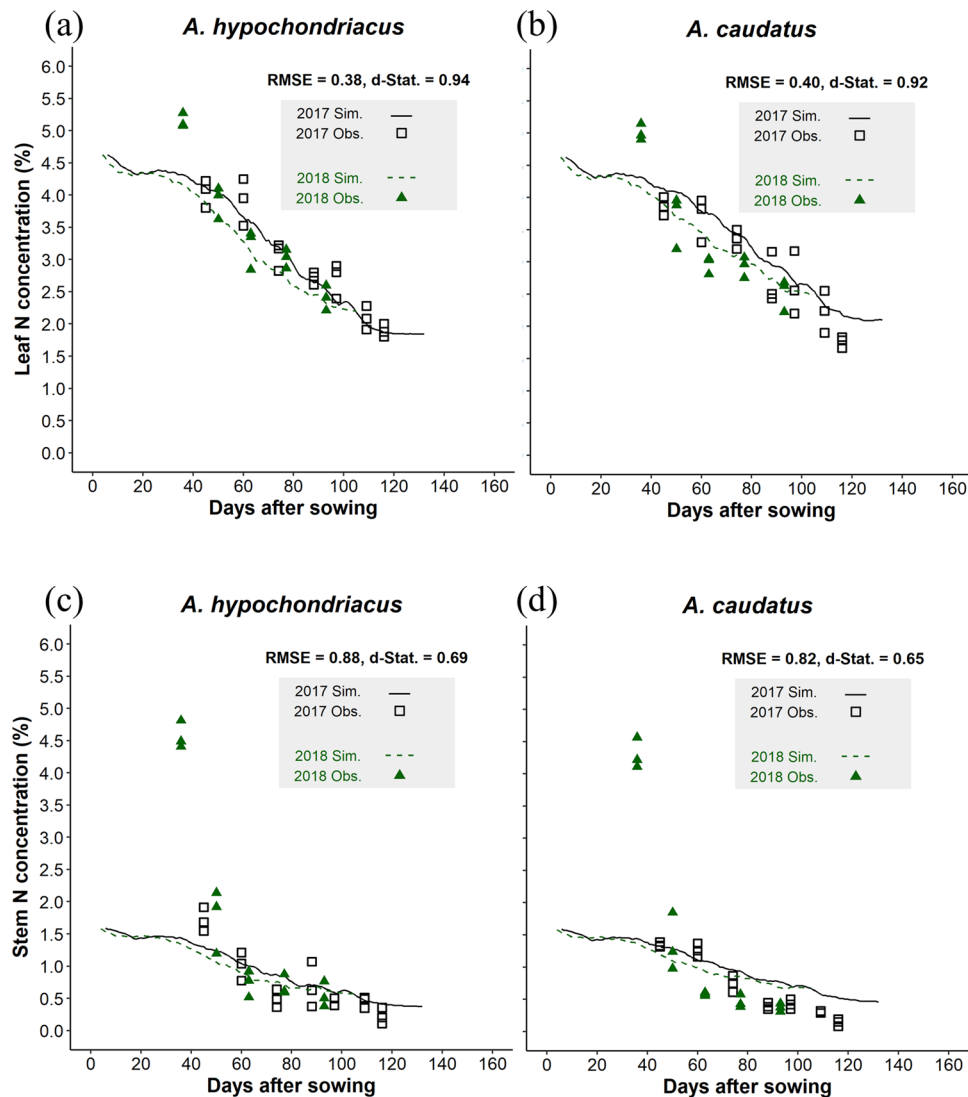 (a)
A. hypochondriacus
RMSE = 0.38, d-Stat. = 0.94
2017 Sim.
2017 Obs.
2018 Sim.
2018 Obs.
Leaf N concentration (%)
6.0
5.5
5.0
4.5
4.0
3.5
3.0
2.5
2.0
1.5
1.0
0.5
0.0
0 20 40 60 80 100 120 140 160
Days after sowing
(b)
A. caudatus
RMSE = 0.40, d-Stat. = 0.92
2017 Sim.
2017 Obs.
2018 Sim.
2018 Obs.
0 20 40 60 80 100 120 140 160
Days after sowing
(c)
A. hypochondriacus
RMSE = 0.88, d-Stat. = 0.69
2017 Sim.
2017 Obs.
2018 Sim.
2018 Obs.
Stem N concentration (%)
6.0
5.5
5.0
4.5
4.0
3.5
3.0
2.5
2.0
1.5
1.0
0.5
0.0
0 20 40 60 80 100 120 140 160
Days after sowing
(d)
A. caudatus
RMSE = 0.82, d-Stat. = 0.65
2017 Sim.
2017 Obs.
2018 Sim.
2018 Obs.
0 20 40 60 80 100 120 140 160
Days after sowing